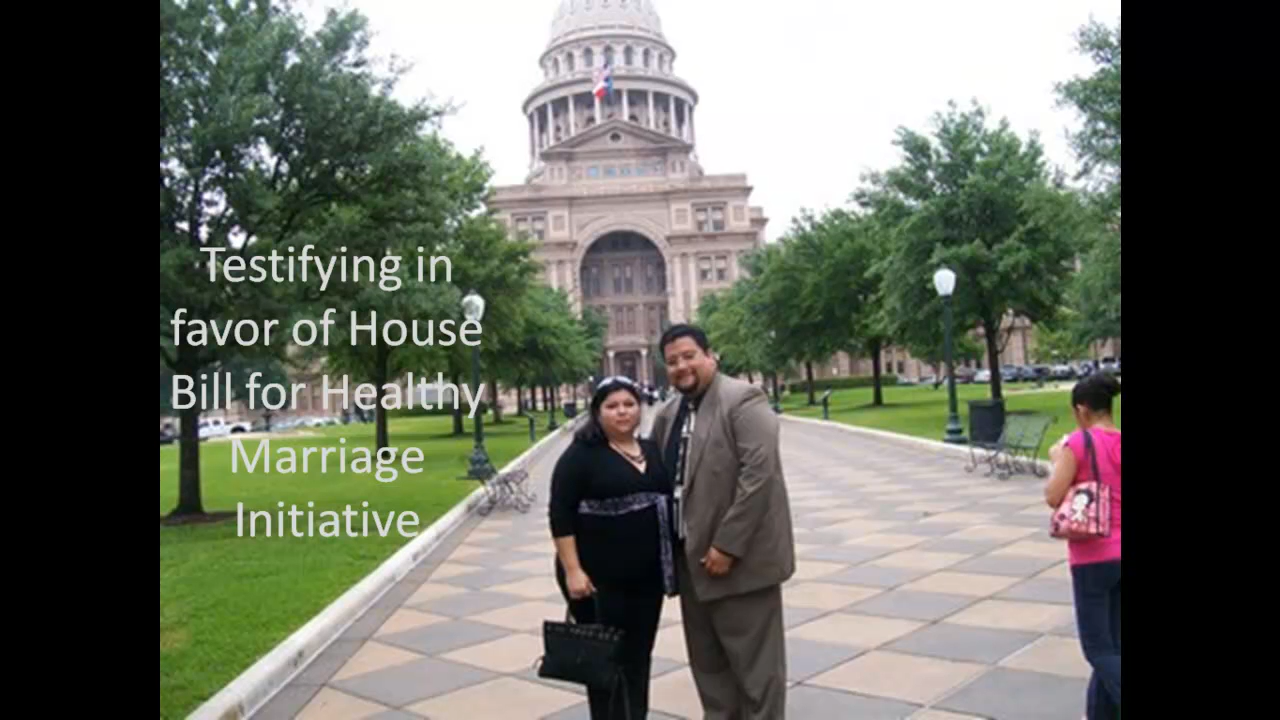 Testifying in
favor of House
Bill for Healthy
Marriage
Initiative